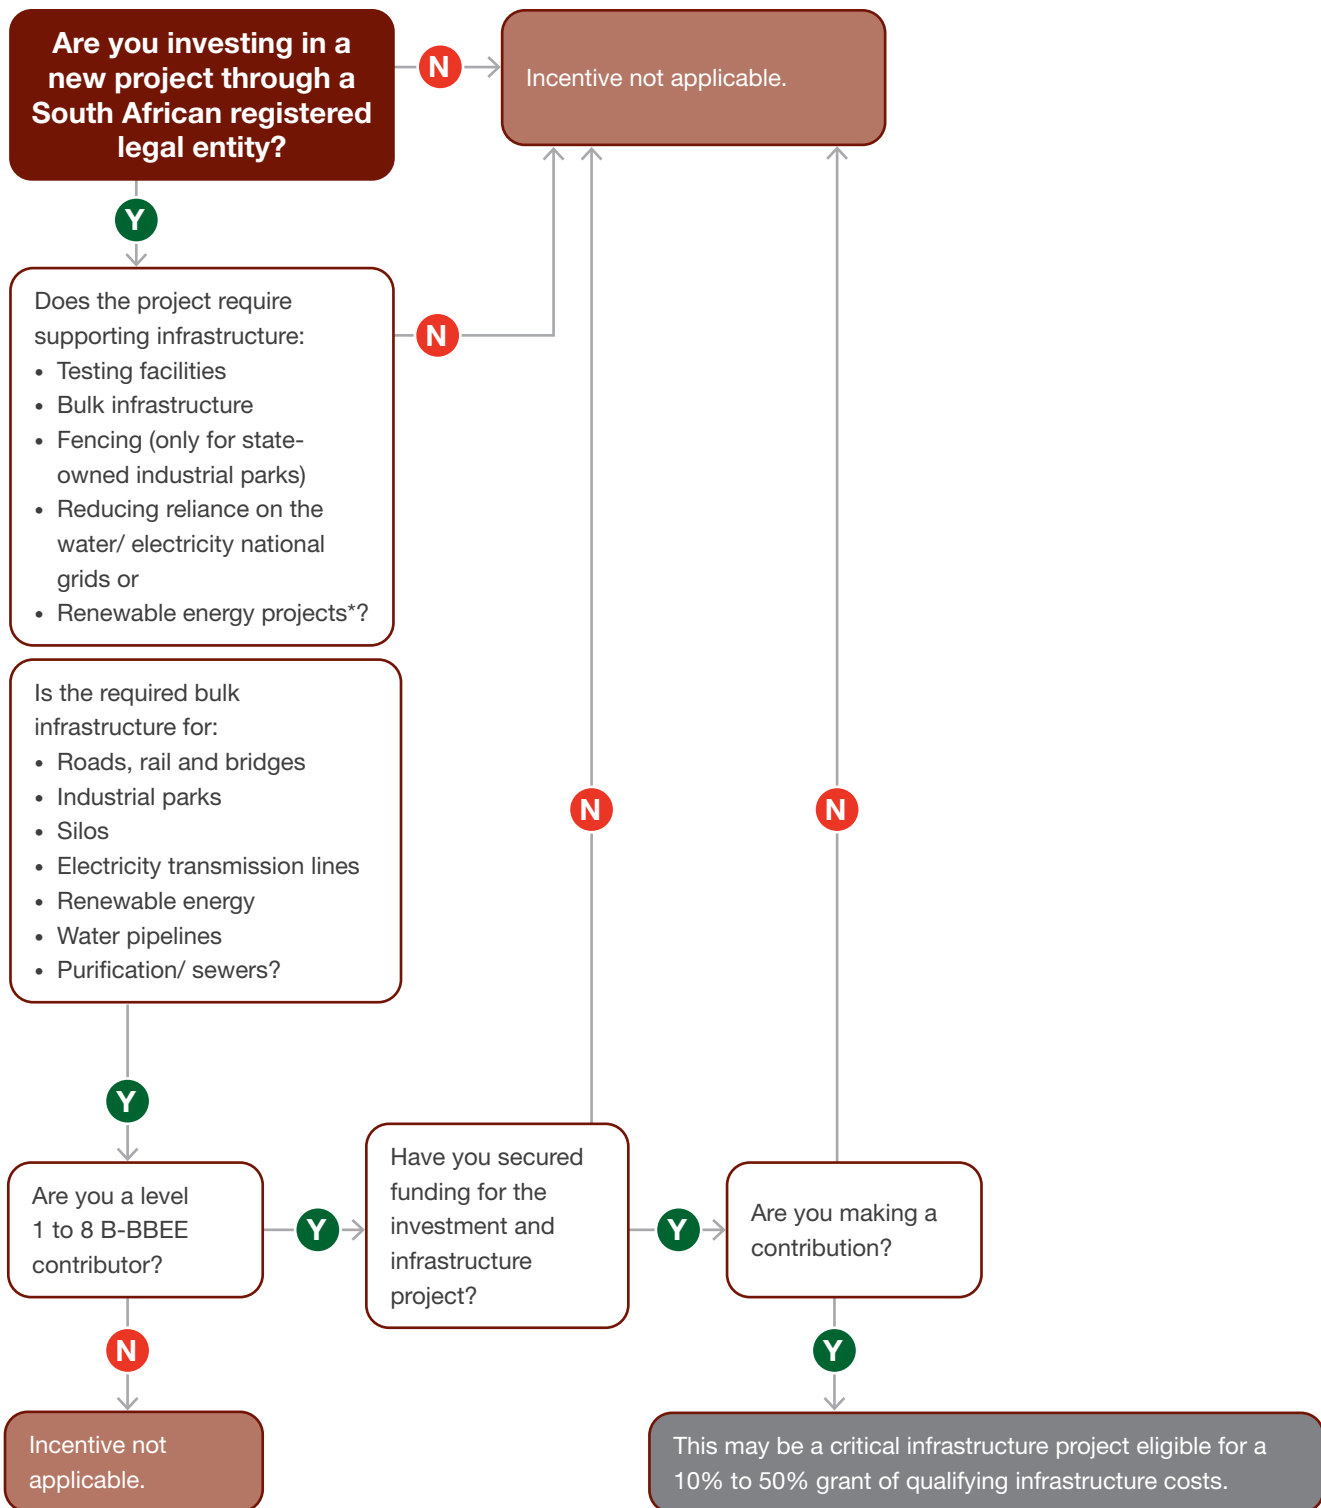 Are you investing in a
new project through a
South African registered
legal entity?
N
Incentive not applicable.
Y
Does the project require
supporting infrastructure:
• Testing facilities
• Bulk infrastructure
• Fencing (only for state-
owned industrial parks)
• Reducing reliance on the
water/ electricity national
grids or
• Renewable energy projects*?
N
Is the required bulk
infrastructure for:
• Roads, rail and bridges
• Industrial parks
• Silos
• Electricity transmission lines
• Renewable energy
• Water pipelines
• Purification/ sewers?
N
N
Y
Are you a level
1 to 8 B-BBEE
contributor?
Y
Have you secured
funding for the
investment and
infrastructure
project?
Y
Are you making a
contribution?
N
Y
Incentive not
applicable.
This may be a critical infrastructure project eligible for a
10% to 50% grant of qualifying infrastructure costs.